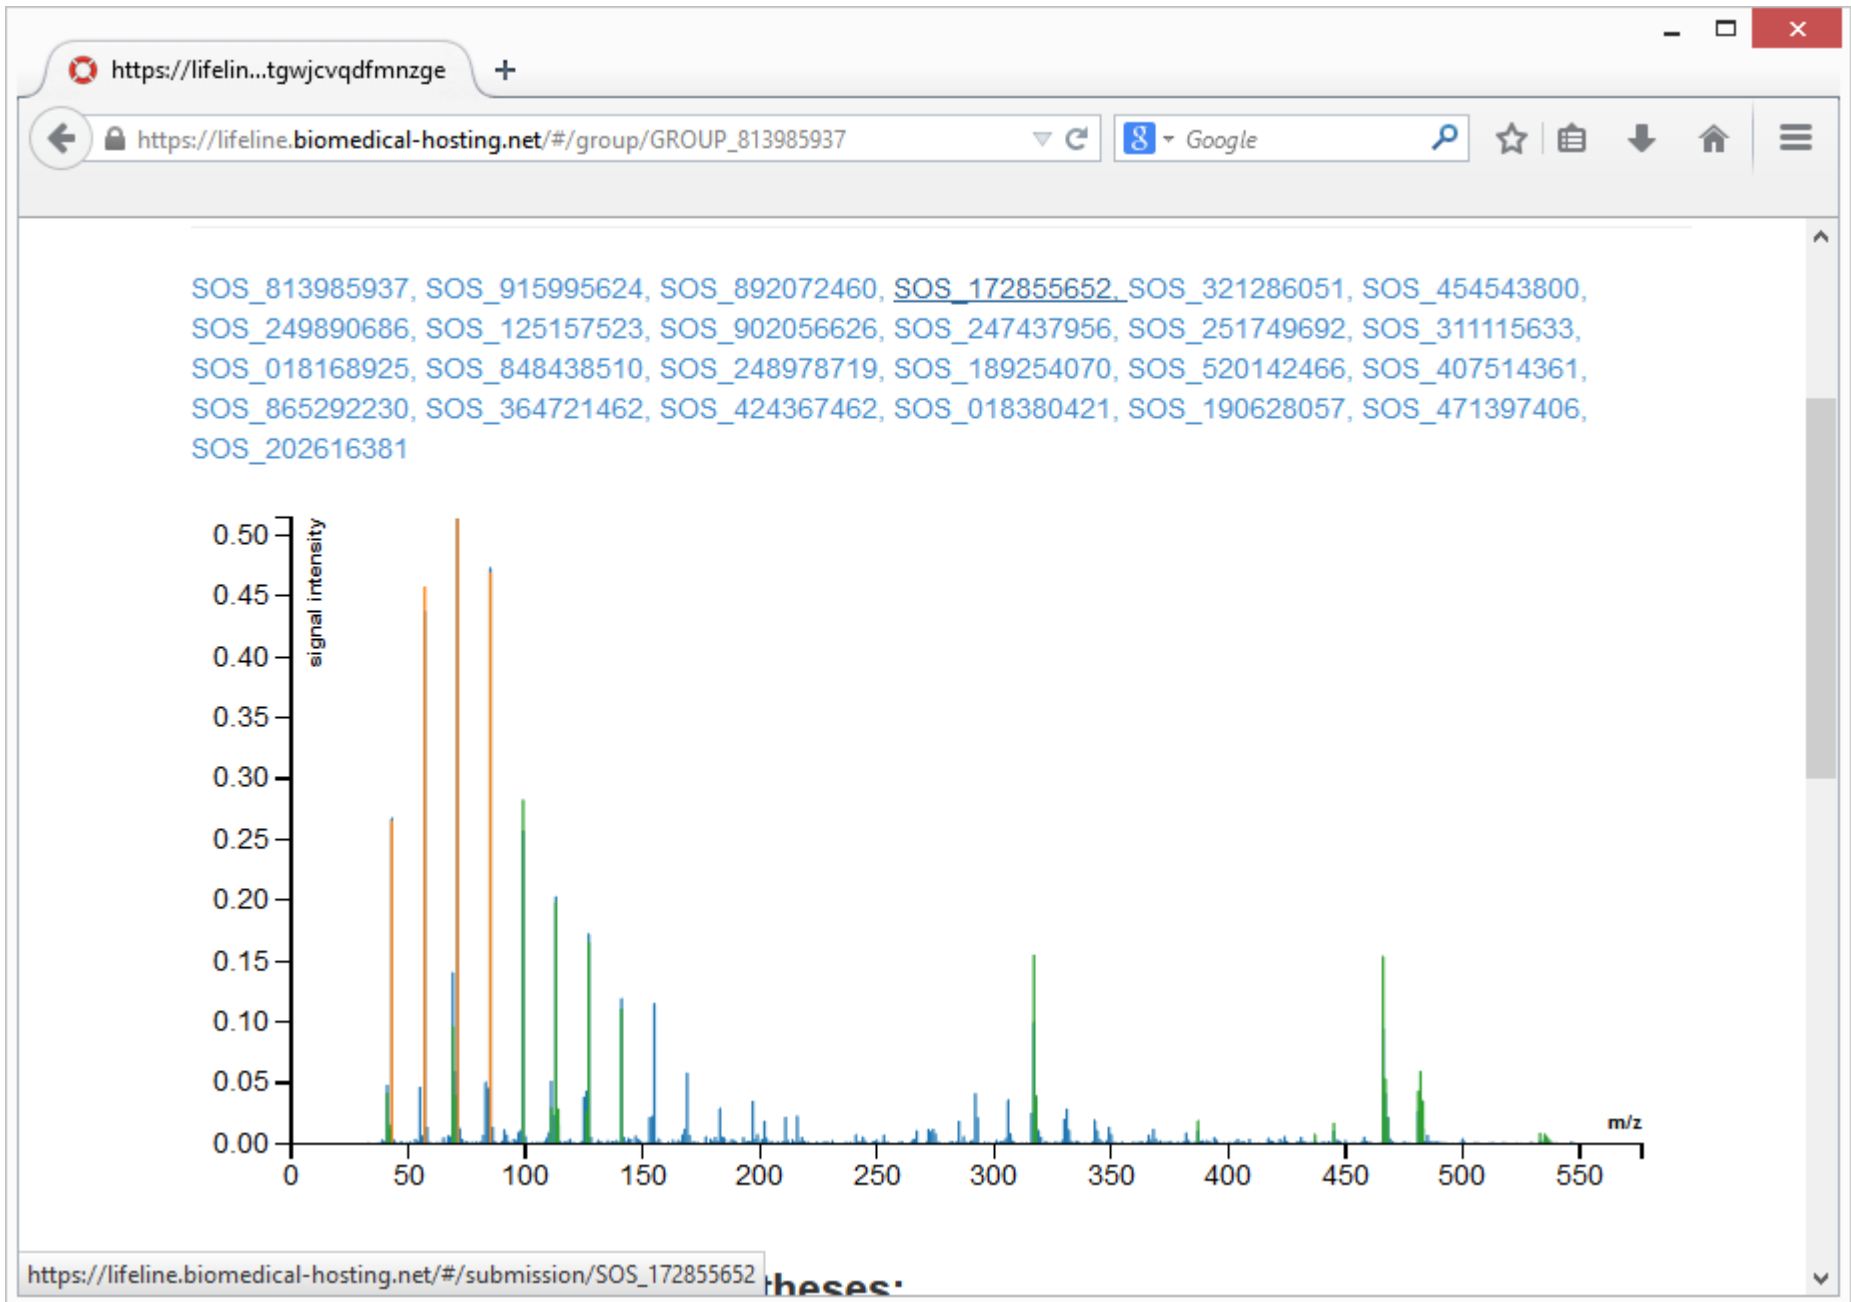 https://lifelin...tgwjcvqdfmnzge
https://lifeline.biomedical-hosting.net/#/group/GROUP_813985937
8 Google
SOS_813985937, SOS_915995624, SOS_892072460, SOS_172855652, SOS_321286051, SOS_454543800,
SOS_249890686, SOS_125157523, SOS_902056626, SOS_247437956, SOS_251749692, SOS_311115633,
SOS_018168925, SOS_848438510, SOS_248978719, SOS_189254070, SOS_520142466, SOS_407514361,
SOS_865292230, SOS_364721462, SOS_424367462, SOS_018380421, SOS_190628057, SOS_471397406,
SOS_202616381
signal intensity
0.50
0.45
0.40
0.35
0.30
0.25
0.20
0.15
0.10
0.05
0.00
m/z
0 50 100 150 200 250 300 350 400 450 500 550
https://lifeline.biomedical-hosting.net/#/submission/SOS_172855652
theses: